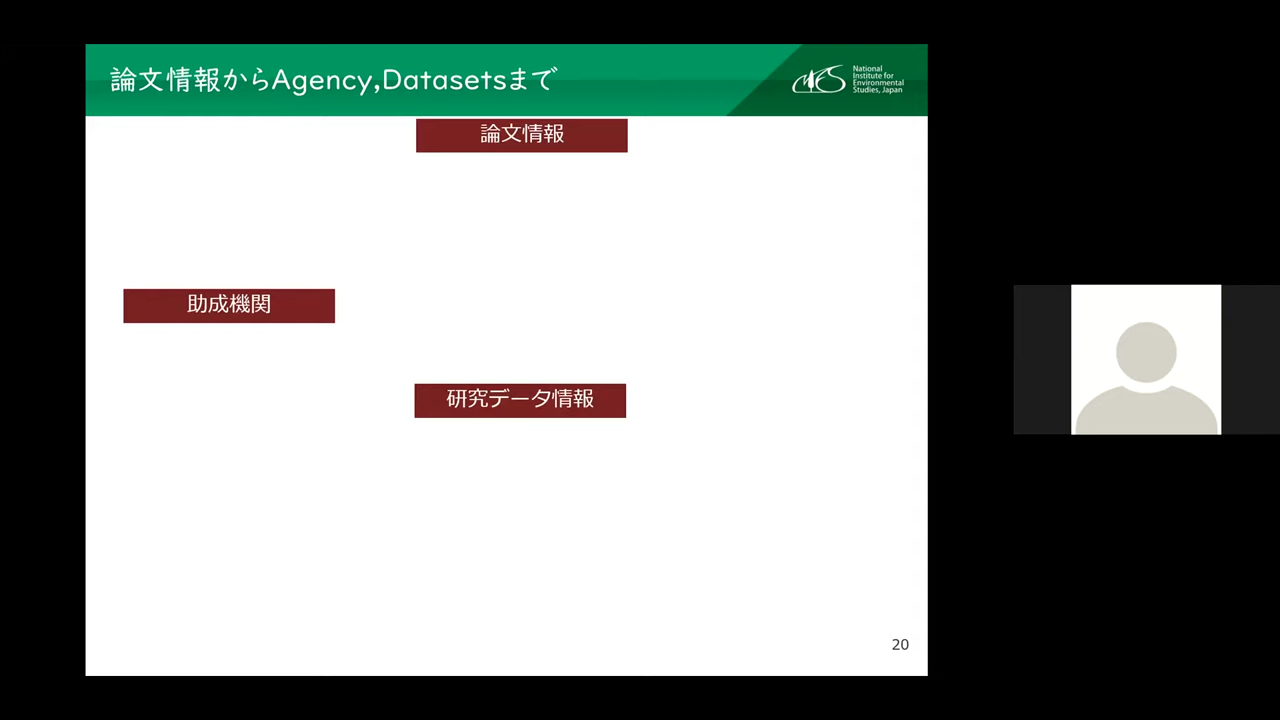 論文情報からAgency,Datasetsまで
National
Institute for
Environmental
Studies, Japan
論文情報
助成機関
研究データ情報
20